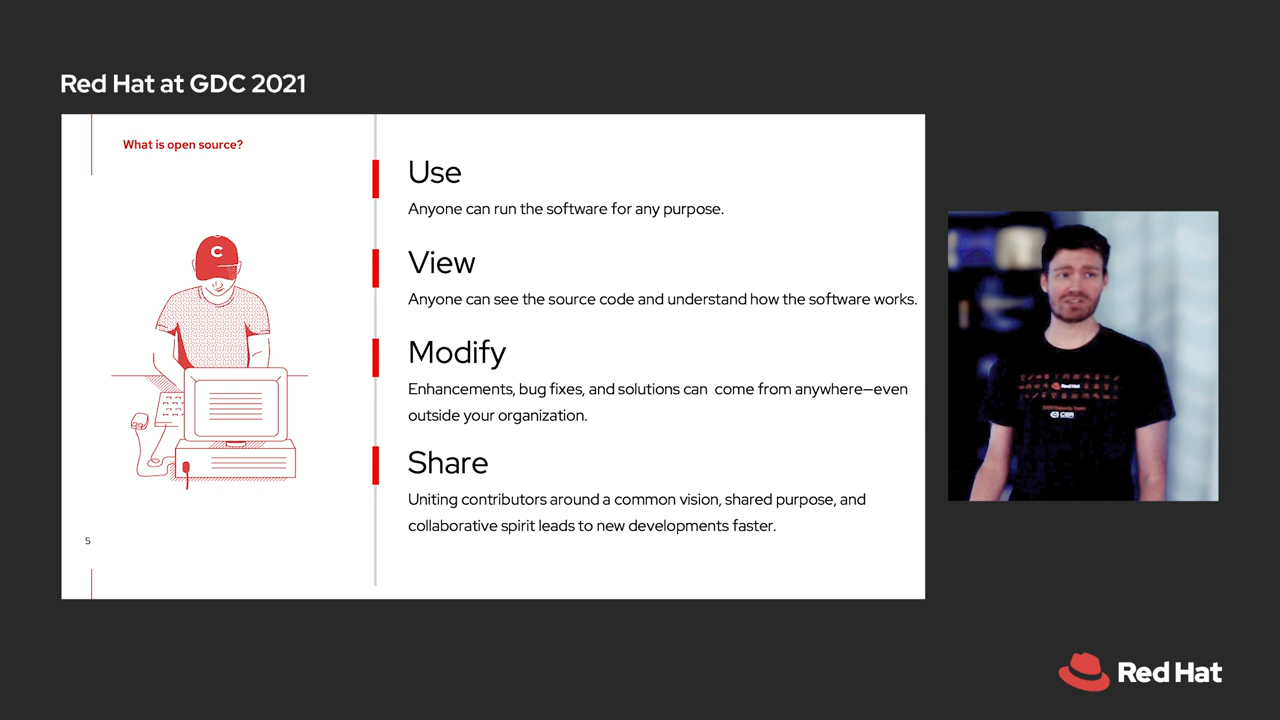 Red Hat at GDC 2021
What is open source?
C
Use
Anyone can run the software for any purpose.
View
Anyone can see the source code and understand how the software works.
Modify
Enhancements, bug fixes, and solutions can  come from anywhere—even
outside your organization.
Share
Uniting contributors around a common vision, shared purpose, and
collaborative spirit leads to new developments faster.
5
Red Hat
Red Hat